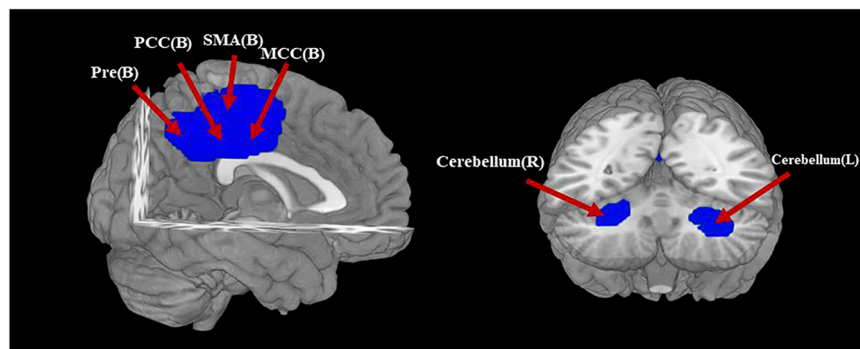 SMA(B)
PCC(B)
MCC(B)
Pre(B)
Cerebellum(R)
Cerebellum(L)